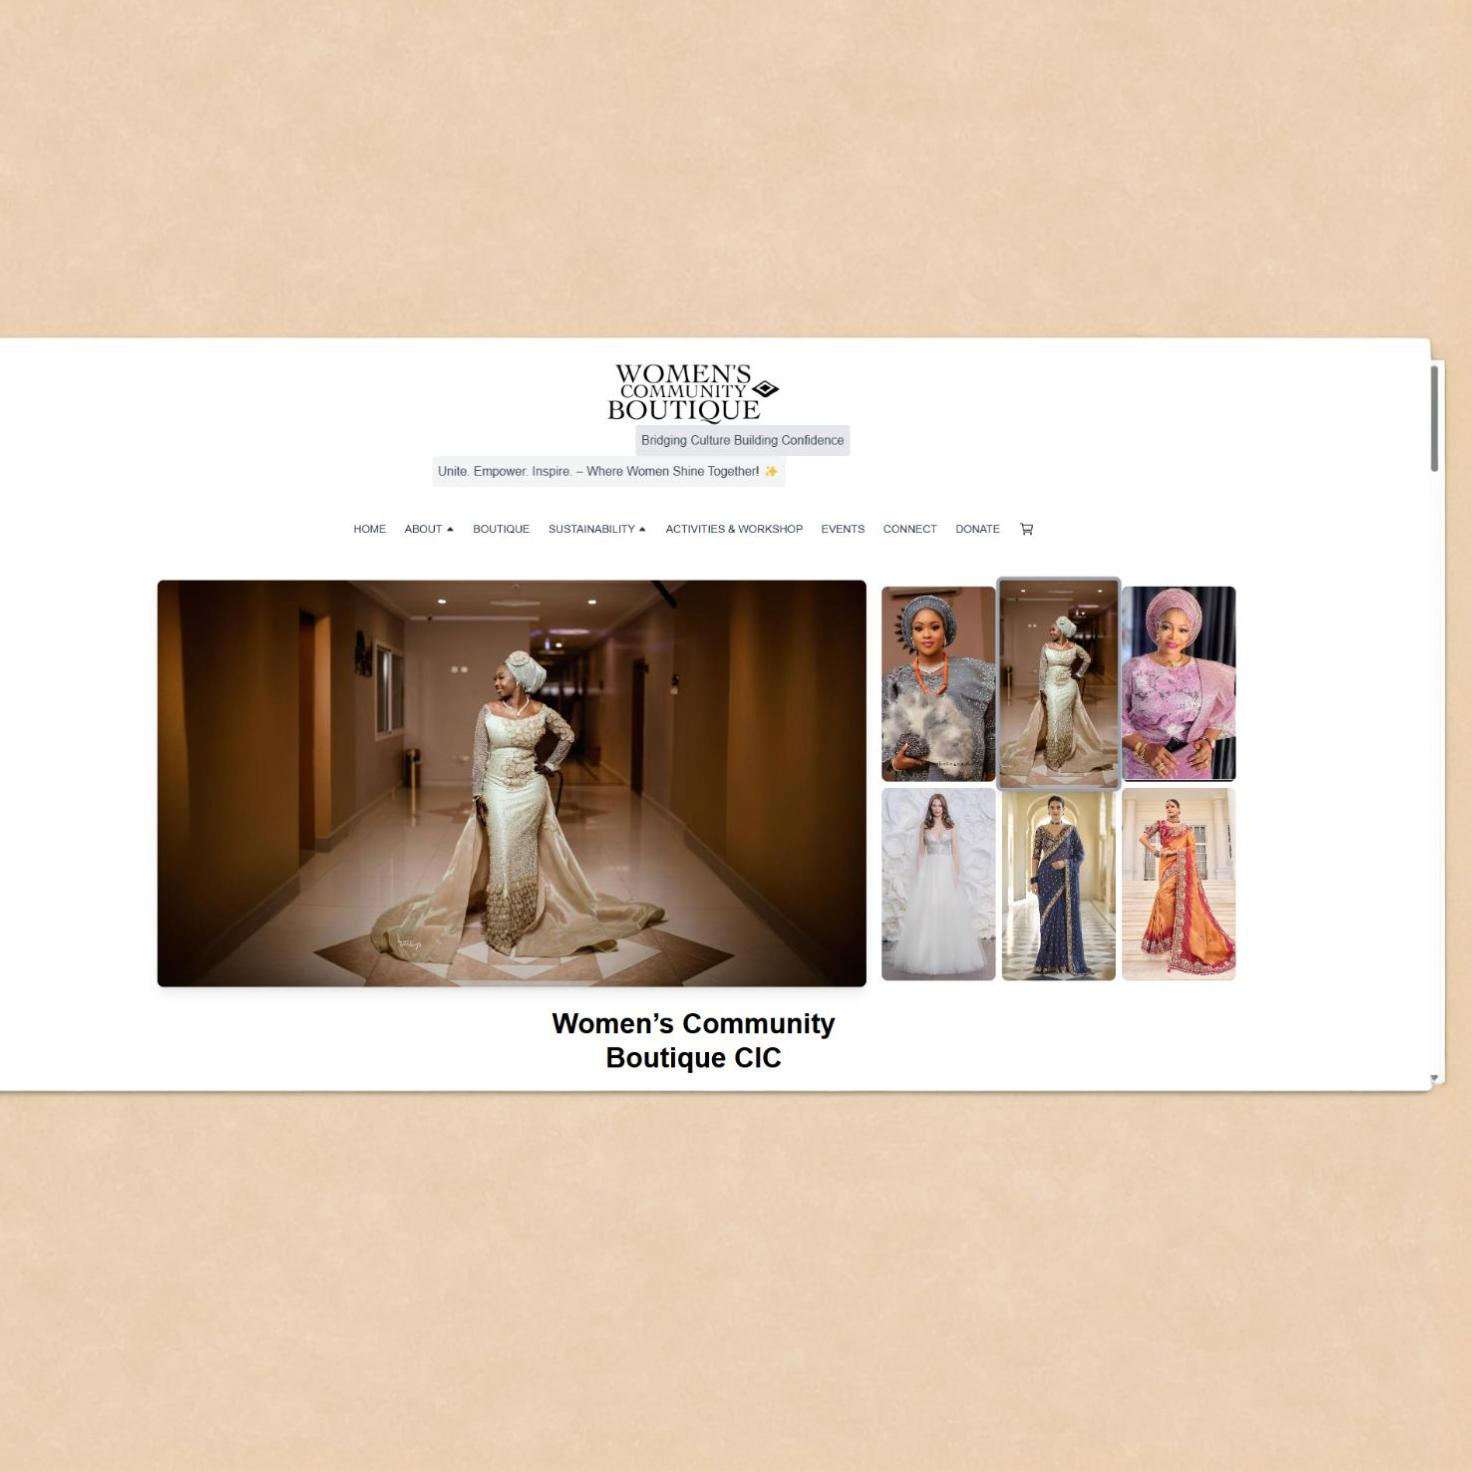 WOMEN'S
COMMUNITY
BOUTIQUE
Bridging Culture Building Confidence
Unite. Empower. Inspire. – Where Women Shine Together! ✨
HOME ABOUT BOUTIQUE SUSTAINABILITY ACTIVITIES & WORKSHOP EVENTS CONNECT DONATE
Women’s Community
Boutique CIC